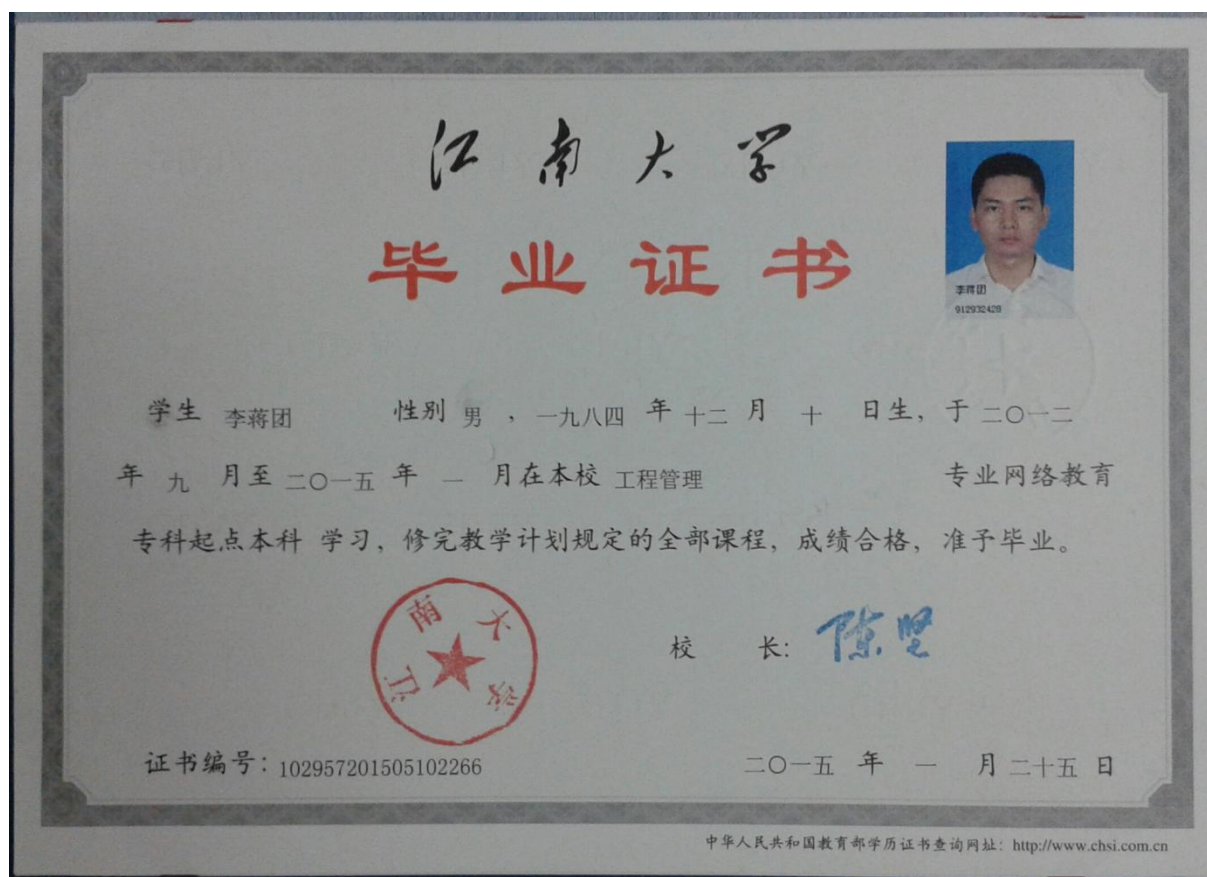 江南大学
毕业证书
李蒋团
912932428
学生 李蒋团 性别 男 , 一九八四 年 十二 月 十 日生, 于 二〇一二
年 九 月至 二〇一五 年 一 月在本校 工程管理 专业网络教育
专科起点本科 学习, 修完教学计划规定的全部课程, 成绩合格, 准予毕业。
江南大学
校 长: 陈坚
证书编号: 102957201505102266
二〇一五 年 一 月 二十五 日
中华人民共和国教育部学历证书查询网址: http://www.chsi.com.cn